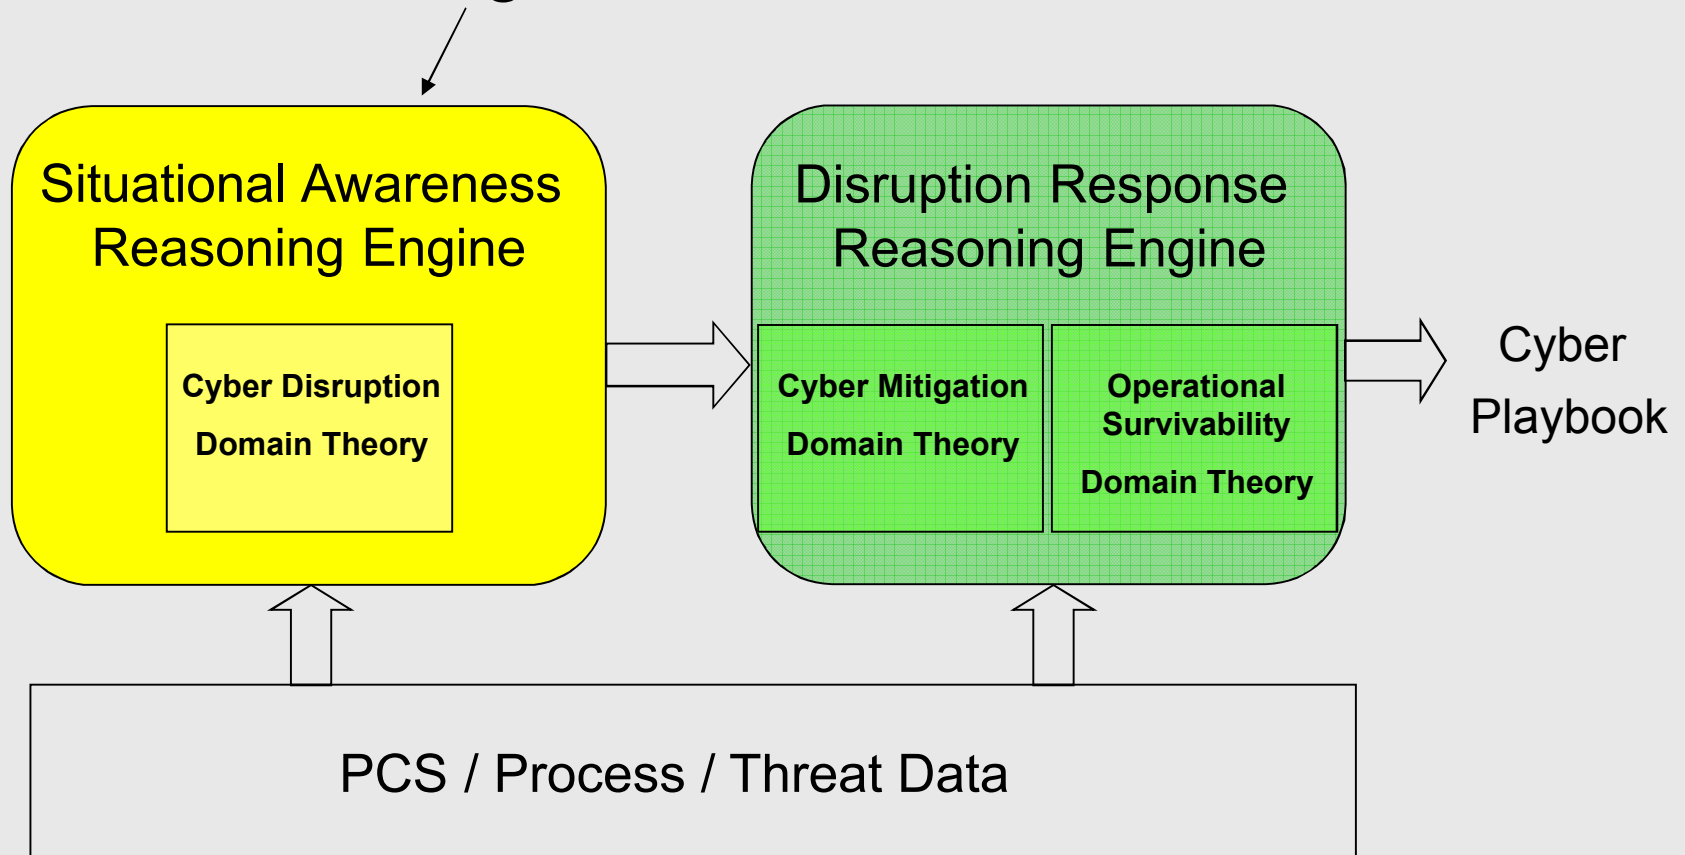 Situational Awareness
Reasoning Engine
Cyber Disruption
Domain Theory
Disruption Response
Reasoning Engine
Cyber Mitigation
Domain Theory
Operational
Survivability
Domain Theory
Cyber
Playbook
PCS / Process / Threat Data